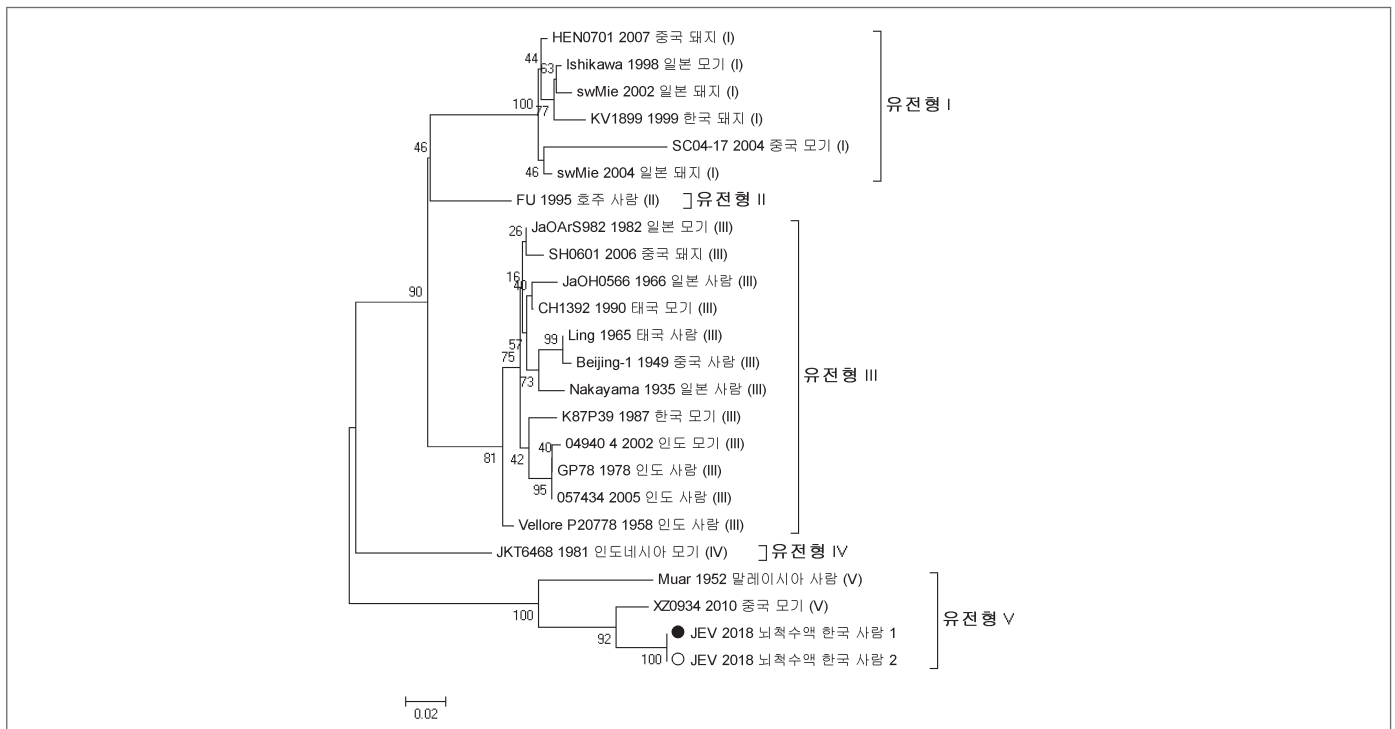 HEN0701 2007 중국 돼지 (I)
44
63
Ishikawa 1998 일본 모기 (I)
swMie 2002 일본 돼지 (I)
100
77
유전형 I
KV1899 1999 한국 돼지 (I)
SC04-17 2004 중국 모기 (I)
46
46
swMie 2004 일본 돼지 (I)
FU 1995 호주 사람 (II)
유전형 II
26
JaOArS982 1982 일본 모기 (III)
SH0601 2006 중국 돼지 (III)
16
40
JaOH0566 1966 일본 사람 (III)
90
CH1392 1990 태국 모기 (III)
99
Ling 1965 태국 사람 (III)
57
75
Beijing-1 1949 중국 사람 (III)
유전형 III
73
Nakayama 1935 일본 사람 (III)
K87P39 1987 한국 모기 (III)
40
04940 4 2002 인도 모기 (III)
81
42
GP78 1978 인도 사람 (III)
95
057434 2005 인도 사람 (III)
Vellore P20778 1958 인도 사람 (III)
JKT6468 1981 인도네시아 모기 (IV)
유전형 IV
Muar 1952 말레이시아 사람 (V)
XZ0934 2010 중국 모기 (V)
100
유전형 V
92
JEV 2018 뇌척수액 한국 사람 1
100
JEV 2018 뇌척수액 한국 사람 2
0.02